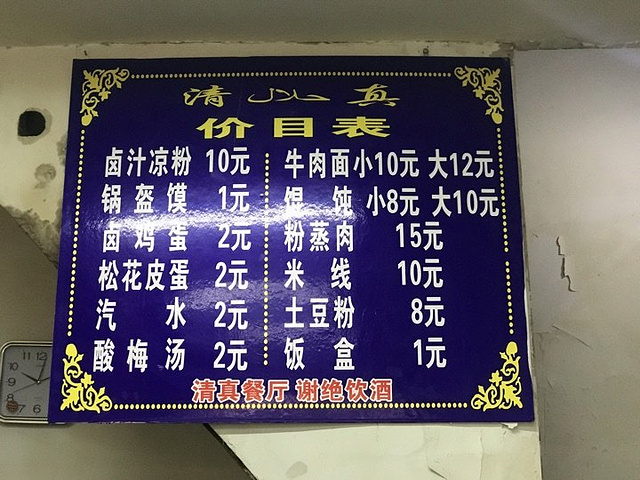 清 真
价目表
卤汁凉粉 10元 牛肉面小10元 大12元
锅盔馍 1元 馄饨 小8元 大10元
卤鸡蛋 2元 粉蒸肉 15元
松花皮蛋 2元 米线 10元
汽水 2元 土豆粉 8元
酸梅汤 2元 饭盒 1元
清真餐厅 谢绝饮酒